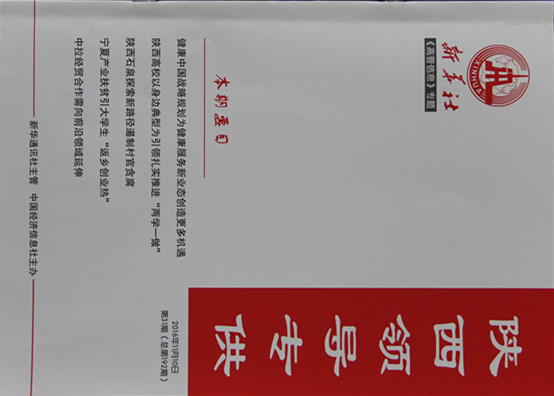 XINHUA
新华社
《高管信息》专题
陕西领导专供
2016年11月10日
第31期（总第192期）
本期要目
健康中国战略规划为健康服务新业态创造更多机遇
陕西高校以身边典型为引领扎实推进“两学一做”
陕西石泉探索新路径遏制村官贪腐
宁夏产业扶贫引大学生“返乡创业热”
中拉经贸合作需向前沿领域延伸
新华通讯社主管 中国经济信息社主办